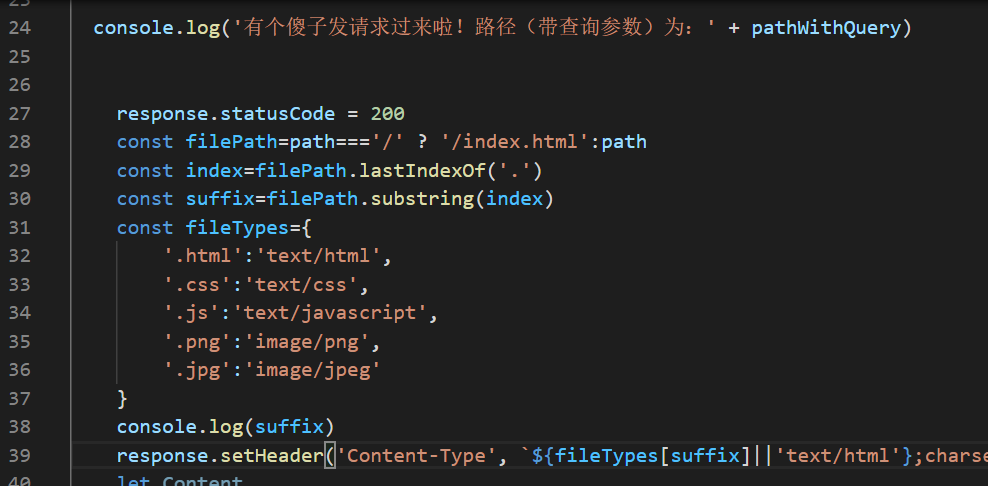 24 console.log('有个傻子发请求过来啦！路径（带查询参数）为：' + pathWithQuery)
25
26
27 response.statusCode = 200
28 const filePath=path==='/' ? '/index.html':path
29 const index=filePath.lastIndexOf('.')
30 const suffix=filePath.substring(index)
31 const fileTypes={
32 '.html':'text/html',
33 '.css':'text/css',
34 '.js':'text/javascript',
35 '.png':'image/png',
36 '.jpg':'image/jpeg'
37 }
38 console.log(suffix)
39 response.setHeader('Content-Type', `${fileTypes[suffix]||'text/html'};charse
40 let Content